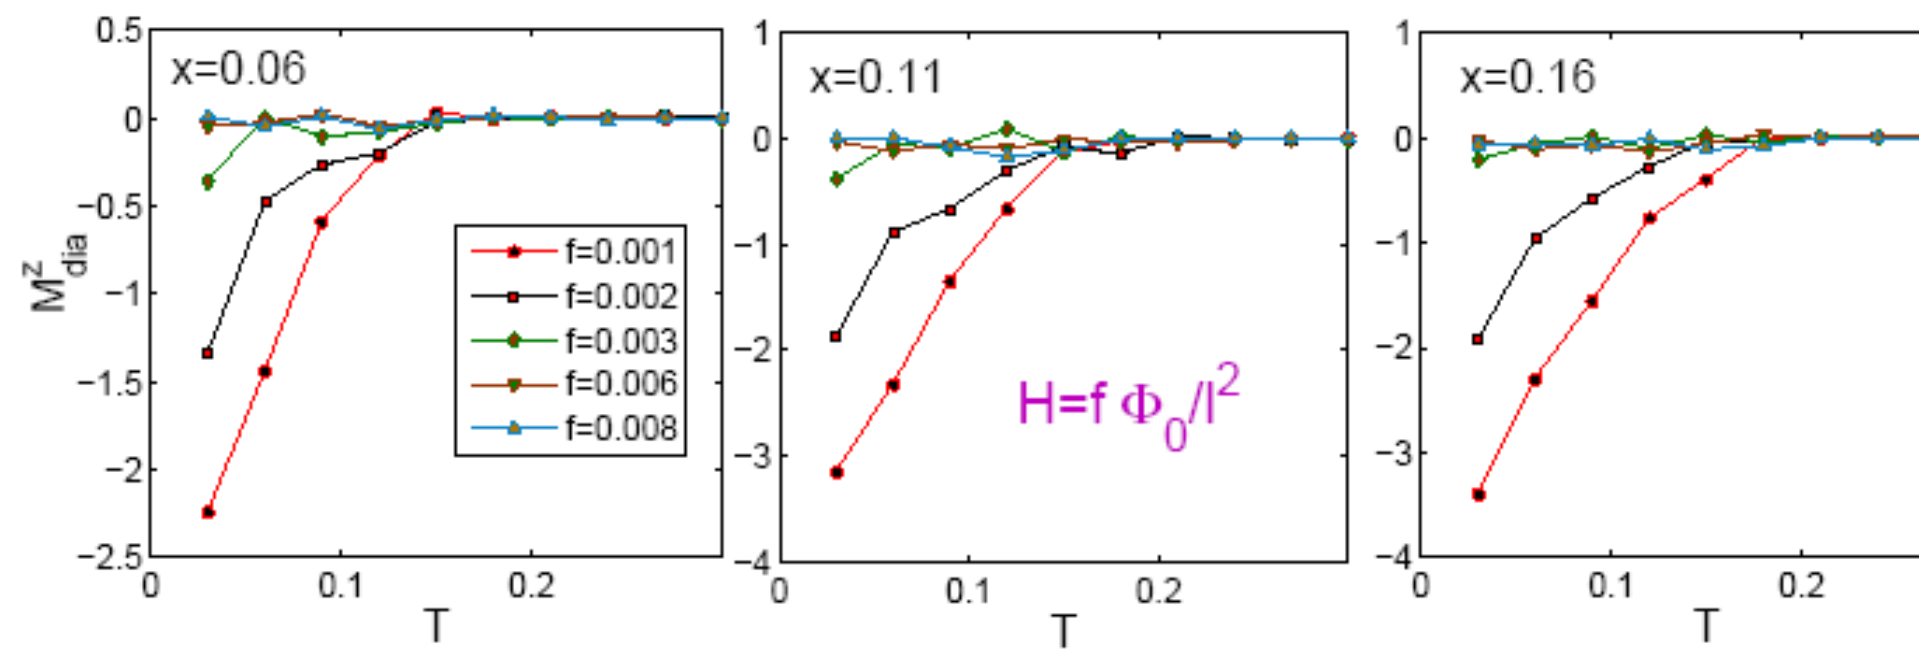 0.5
0
−0.5
−1
−1.5
−2
−2.5
M^z_dia
x=0.06
f=0.001
f=0.002
f=0.003
f=0.006
f=0.008
0 0.1 0.2
T
1
0
−1
−2
−3
−4
x=0.11
H=f Φ_0/l^2
0 0.1 0.2
T
1
0
−1
−2
−3
−4
x=0.16
0 0.1 0.2
T